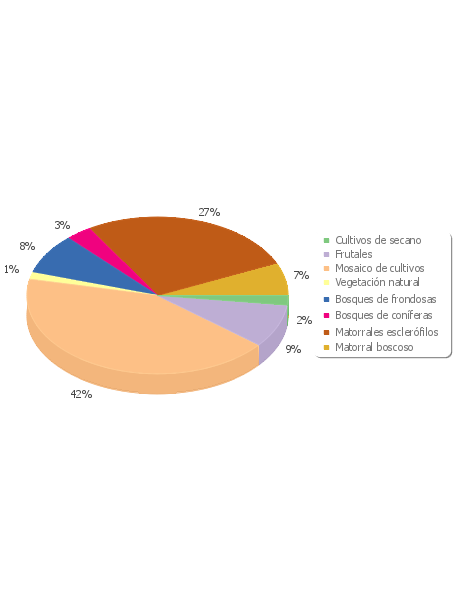 27%
3%
8%
1%
7%
2%
9%
42%
Cultivos de secano
Frutales
Mosaico de cultivos
Vegetación natural
Bosques de frondosas
Bosques de coníferas
Matorrales esclerófilos
Matorral boscoso